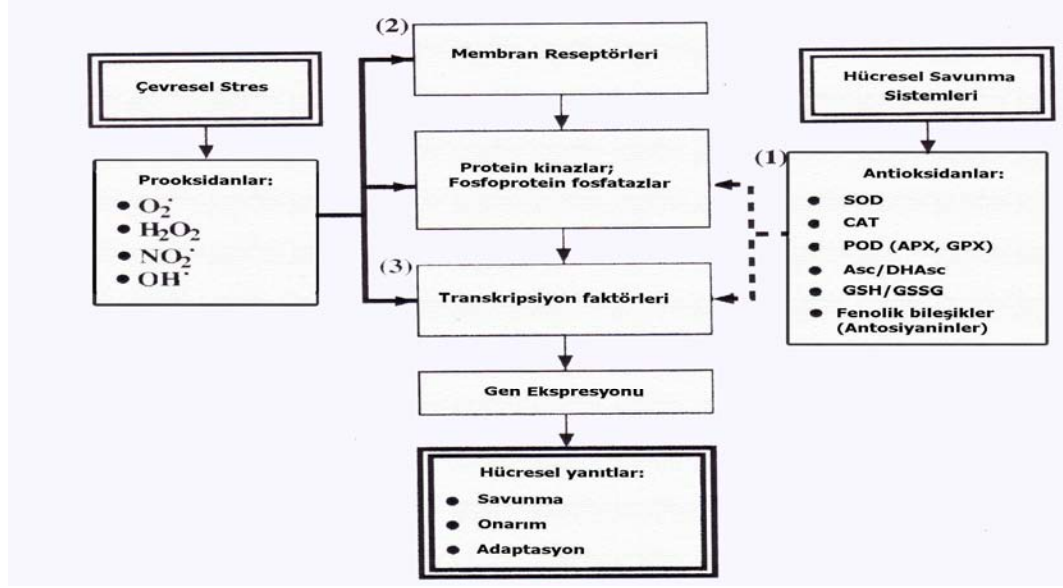 Çevresel Stres
Prooksidanlar:
● O₂˙
● H₂O₂
● NO₂˙
● OH˙
(2)
Membran Reseptörleri
Protein kinazlar;
Fosfoprotein fosfatazlar
(3)
Transkripsiyon faktörleri
Gen Ekspresyonu
Hücresel yanıtlar:
● Savunma
● Onarım
● Adaptasyon
Hücresel Savunma
Sistemleri
(1)
Antioksidanlar:
● SOD
● CAT
● POD (APX, GPX)
● Asc/DHAsc
● GSH/GSSG
● Fenolik bileşikler
(Antosiyaninler)